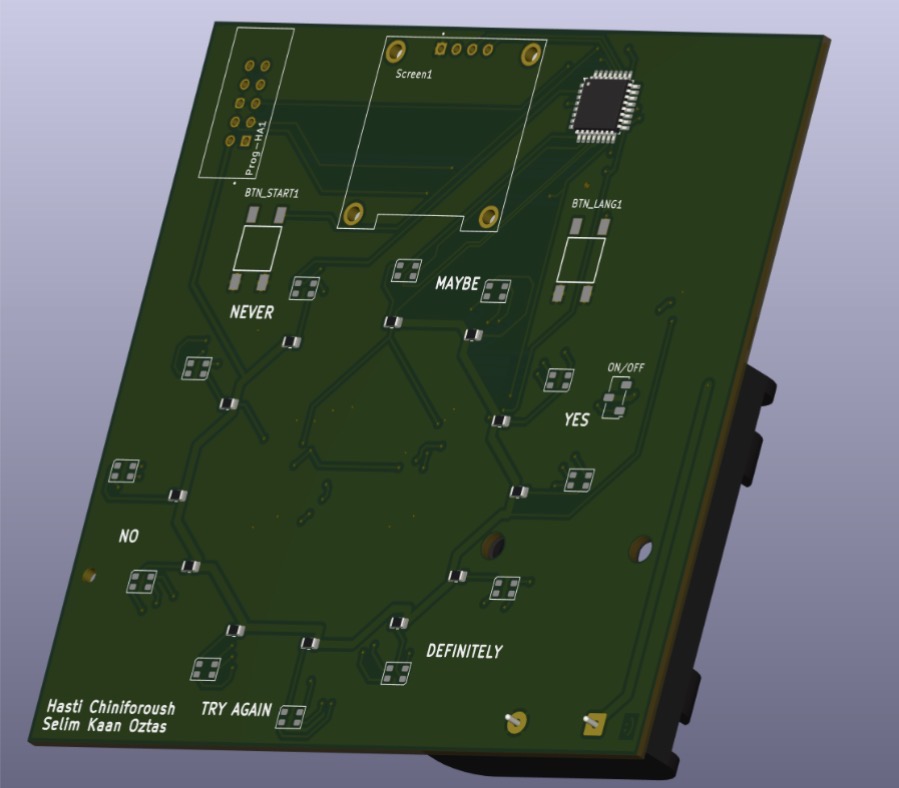 Screen1
Prog-HA1
BTN_START1
BTN_LANG1
MAYBE
NEVER
ON/OFF
YES
NO
DEFINITELY
TRY AGAIN
Hasti Chiniforoush
Selim Kaan Oztas